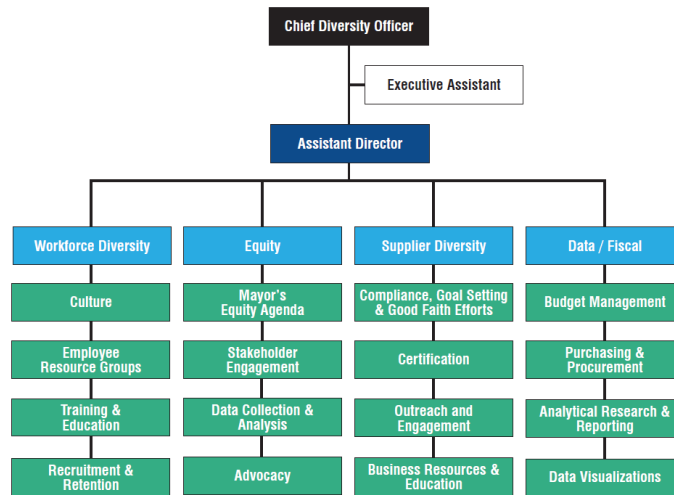 Chief Diversity Officer
Executive Assistant
Assistant Director
Workforce Diversity
Culture
Employee
Resource Groups
Training &
Education
Recruitment &
Retention
Equity
Mayor's
Equity Agenda
Stakeholder
Engagement
Data Collection &
Analysis
Advocacy
Supplier Diversity
Compliance, Goal Setting
& Good Faith Efforts
Certification
Outreach and
Engagement
Business Resources &
Education
Data / Fiscal
Budget Management
Purchasing &
Procurement
Analytical Research &
Reporting
Data Visualizations